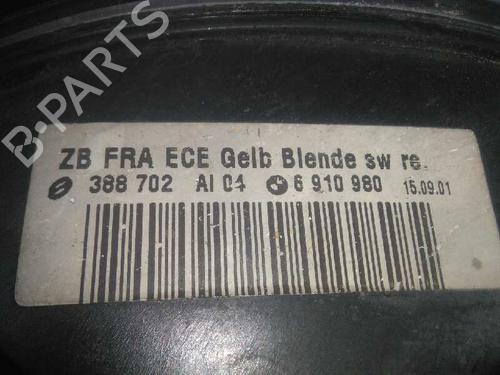 B-PARTS
ZB FRA ECE Gelb Blende sw re.
388 702 AI 04 6 910 980 15.09.01